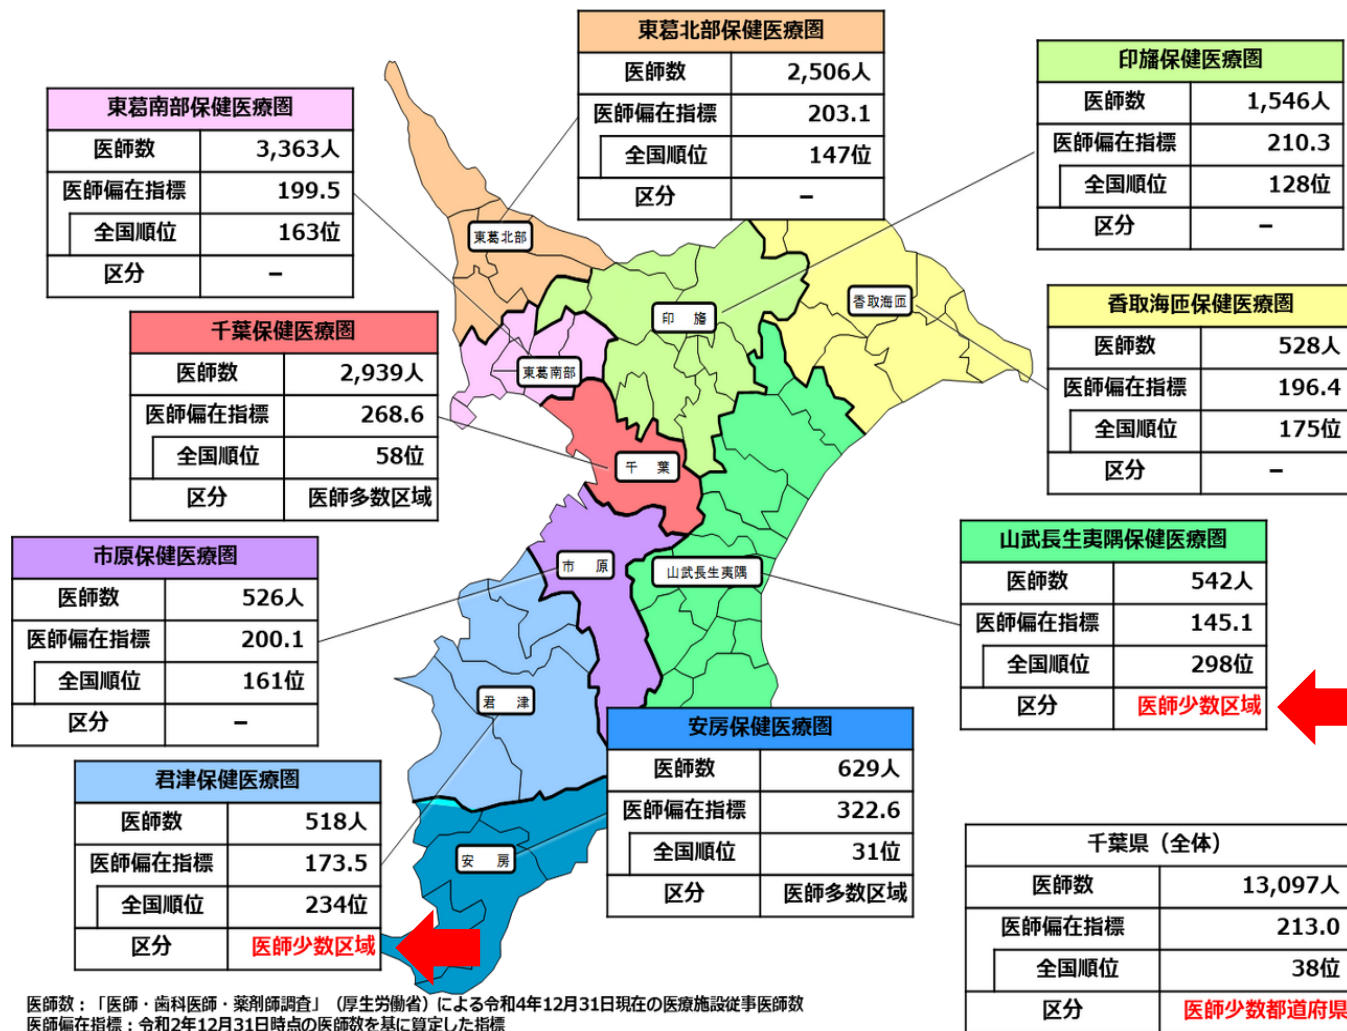 東葛北部保健医療圏
医師数 2,506人
医師偏在指標 203.1
全国順位 147位
区分 –
印旛保健医療圏
医師数 1,546人
医師偏在指標 210.3
全国順位 128位
区分 –
東葛南部保健医療圏
医師数 3,363人
医師偏在指標 199.5
全国順位 163位
区分 –
東葛北部
印旛
香取海匝
東葛南部
千葉
市原
山武長生夷隅
君津
安房
香取海匝保健医療圏
医師数 528人
医師偏在指標 196.4
全国順位 175位
区分 –
千葉保健医療圏
医師数 2,939人
医師偏在指標 268.6
全国順位 58位
区分 医師多数区域
山武長生夷隅保健医療圏
医師数 542人
医師偏在指標 145.1
全国順位 298位
区分 医師少数区域
市原保健医療圏
医師数 526人
医師偏在指標 200.1
全国順位 161位
区分 –
安房保健医療圏
医師数 629人
医師偏在指標 322.6
全国順位 31位
区分 医師多数区域
君津保健医療圏
医師数 518人
医師偏在指標 173.5
全国順位 234位
区分 医師少数区域
千葉県（全体）
医師数 13,097人
医師偏在指標 213.0
全国順位 38位
区分 医師少数都道府県
医師数：「医師・歯科医師・薬剤師調査」（厚生労働省）による令和4年12月31日現在の医療施設従事医師数
医師偏在指標：令和2年12月31日時点の医師数を基に算定した指標